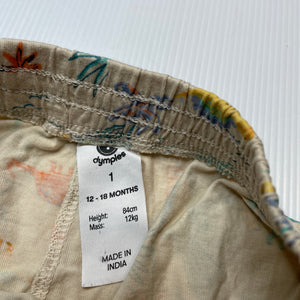 dymples
1
12 - 18 MONTHS
Height: 84cm
Mass: 12kg
MADE IN
INDIA